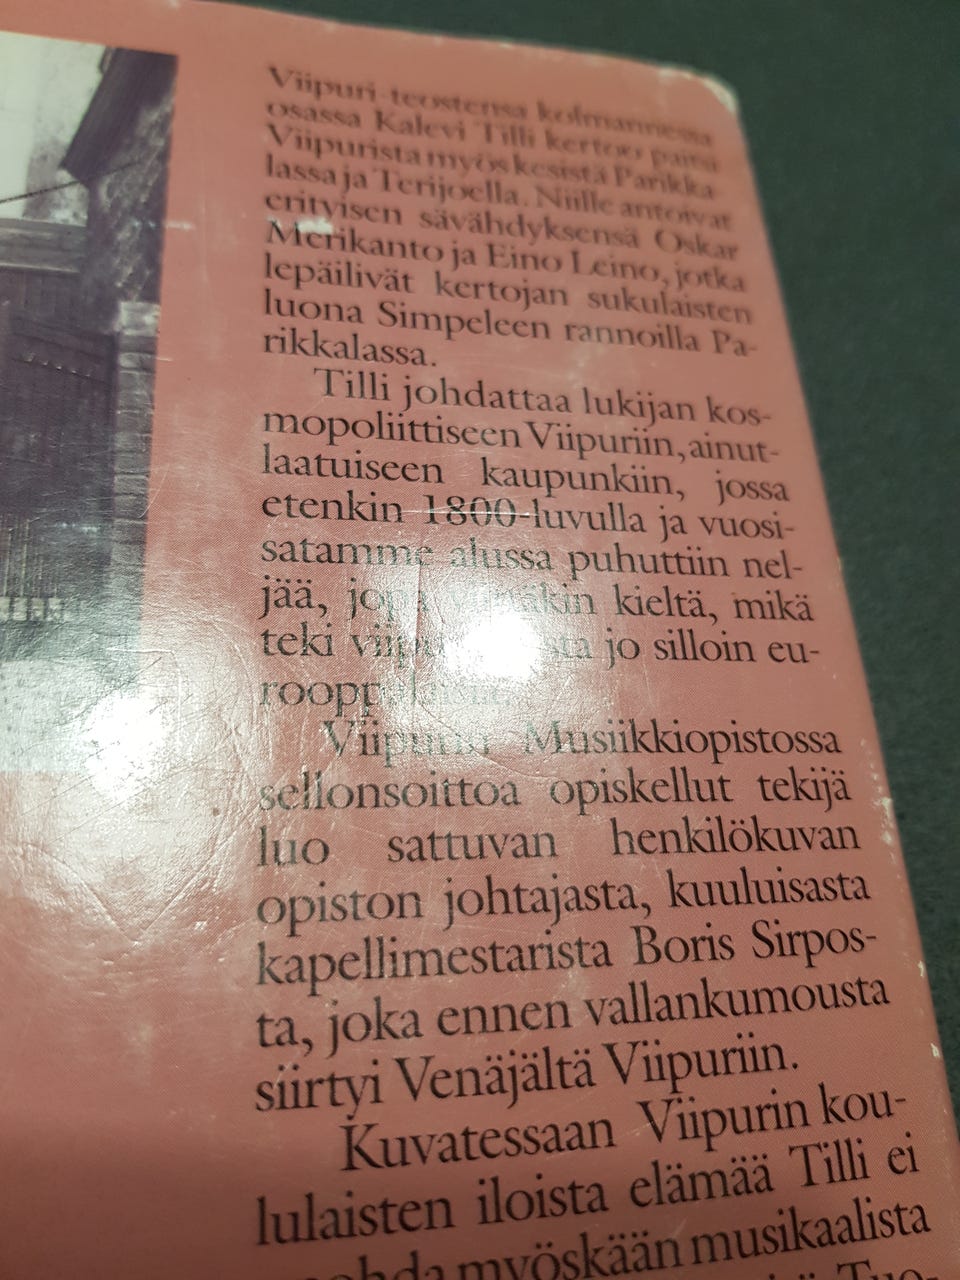 Viipuri-teostensa kolmannessa
osassa Kalevi Tilli kertoo paitsi
Viipurista myös kesistä Parikka-
lassa ja Terijoella. Niille antoivat
erityisen sävähdyksensä Oskar
Merikanto ja Eino Leino, jotka
lepäilivät kertojan sukulaisten
luona Simpeleen rannoilla Pa-
rikkalassa.
Tilli johdattaa lukijan kos-
mopoliittiseen Viipuriin, ainut-
laatuiseen kaupunkiin, jossa
etenkin 1800-luvulla ja vuosi-
satamme alussa puhuttiin nel-
jää, jopa kieltä, mikä
teki jo silloin eu-
Viipurin Musiikkiopistossa
sellonsoittoa opiskellut tekijä
luo sattuvan henkilökuvan
opiston johtajasta, kuuluisasta
kapellimestarista Boris Sirpos-
ta, joka ennen vallankumousta
siirtyi Venäjältä Viipuriin.
Kuvatessaan Viipurin kou-
lulaisten iloista elämää Tilli ei
myöskään musikaalista